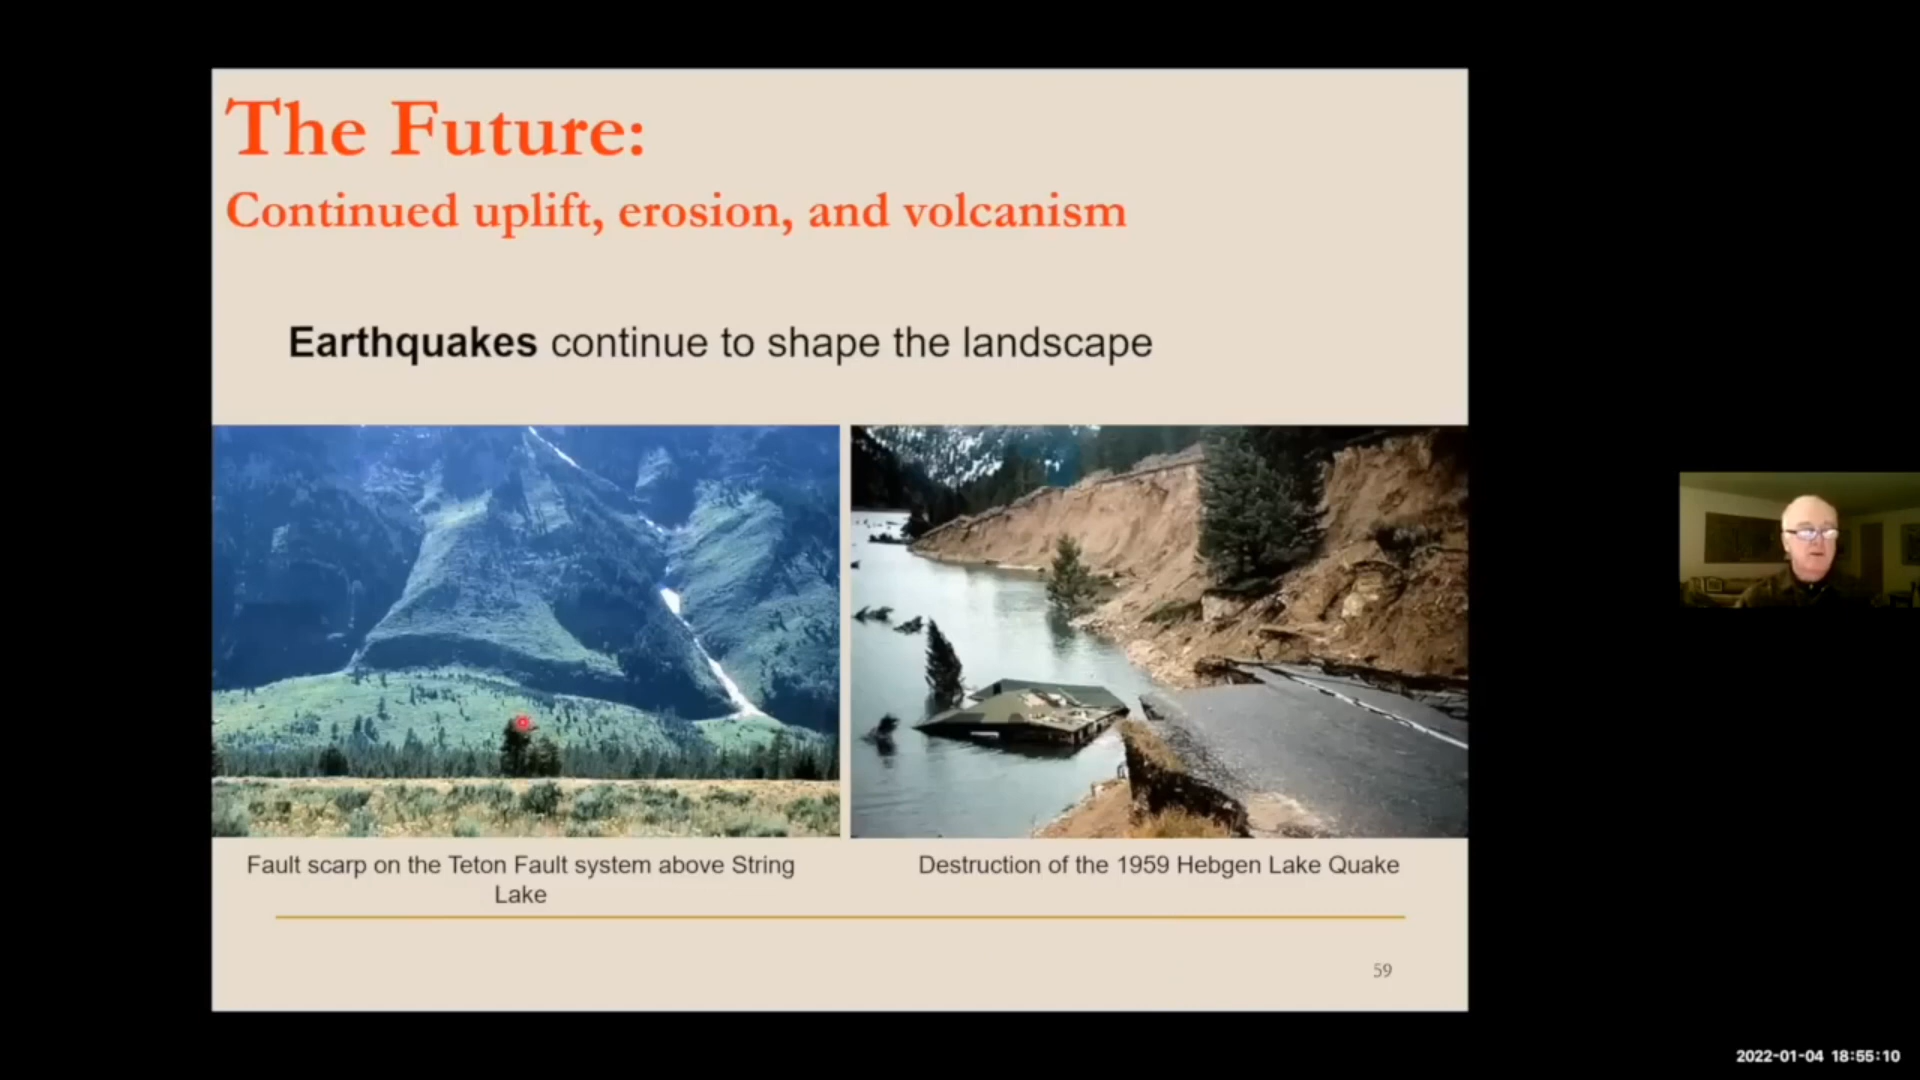 The Future:
Continued uplift, erosion, and volcanism
Earthquakes continue to shape the landscape
Fault scarp on the Teton Fault system above String
Lake
Destruction of the 1959 Hebgen Lake Quake
59
2022-01-04 18:55:10